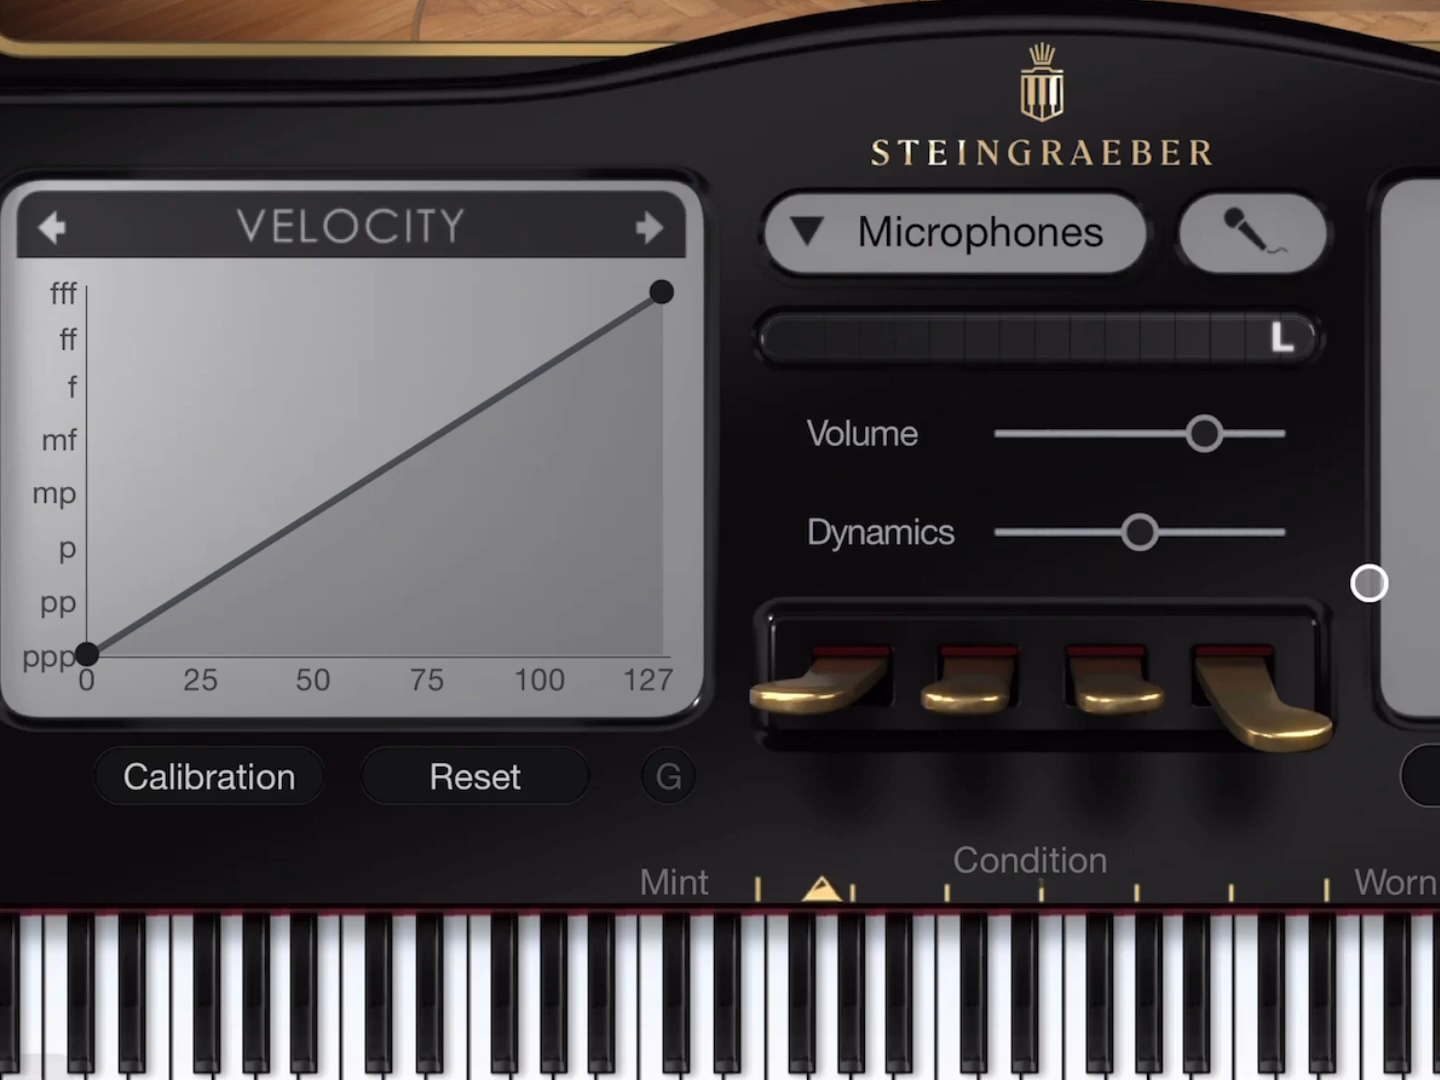 STEINGRAEBER
VELOCITY
Microphones
fff
ff
f
mf
mp
p
pp
ppp
0 25 50 75 100 127
L
Volume
Dynamics
Calibration
Reset
G
Condition
Mint
Worn